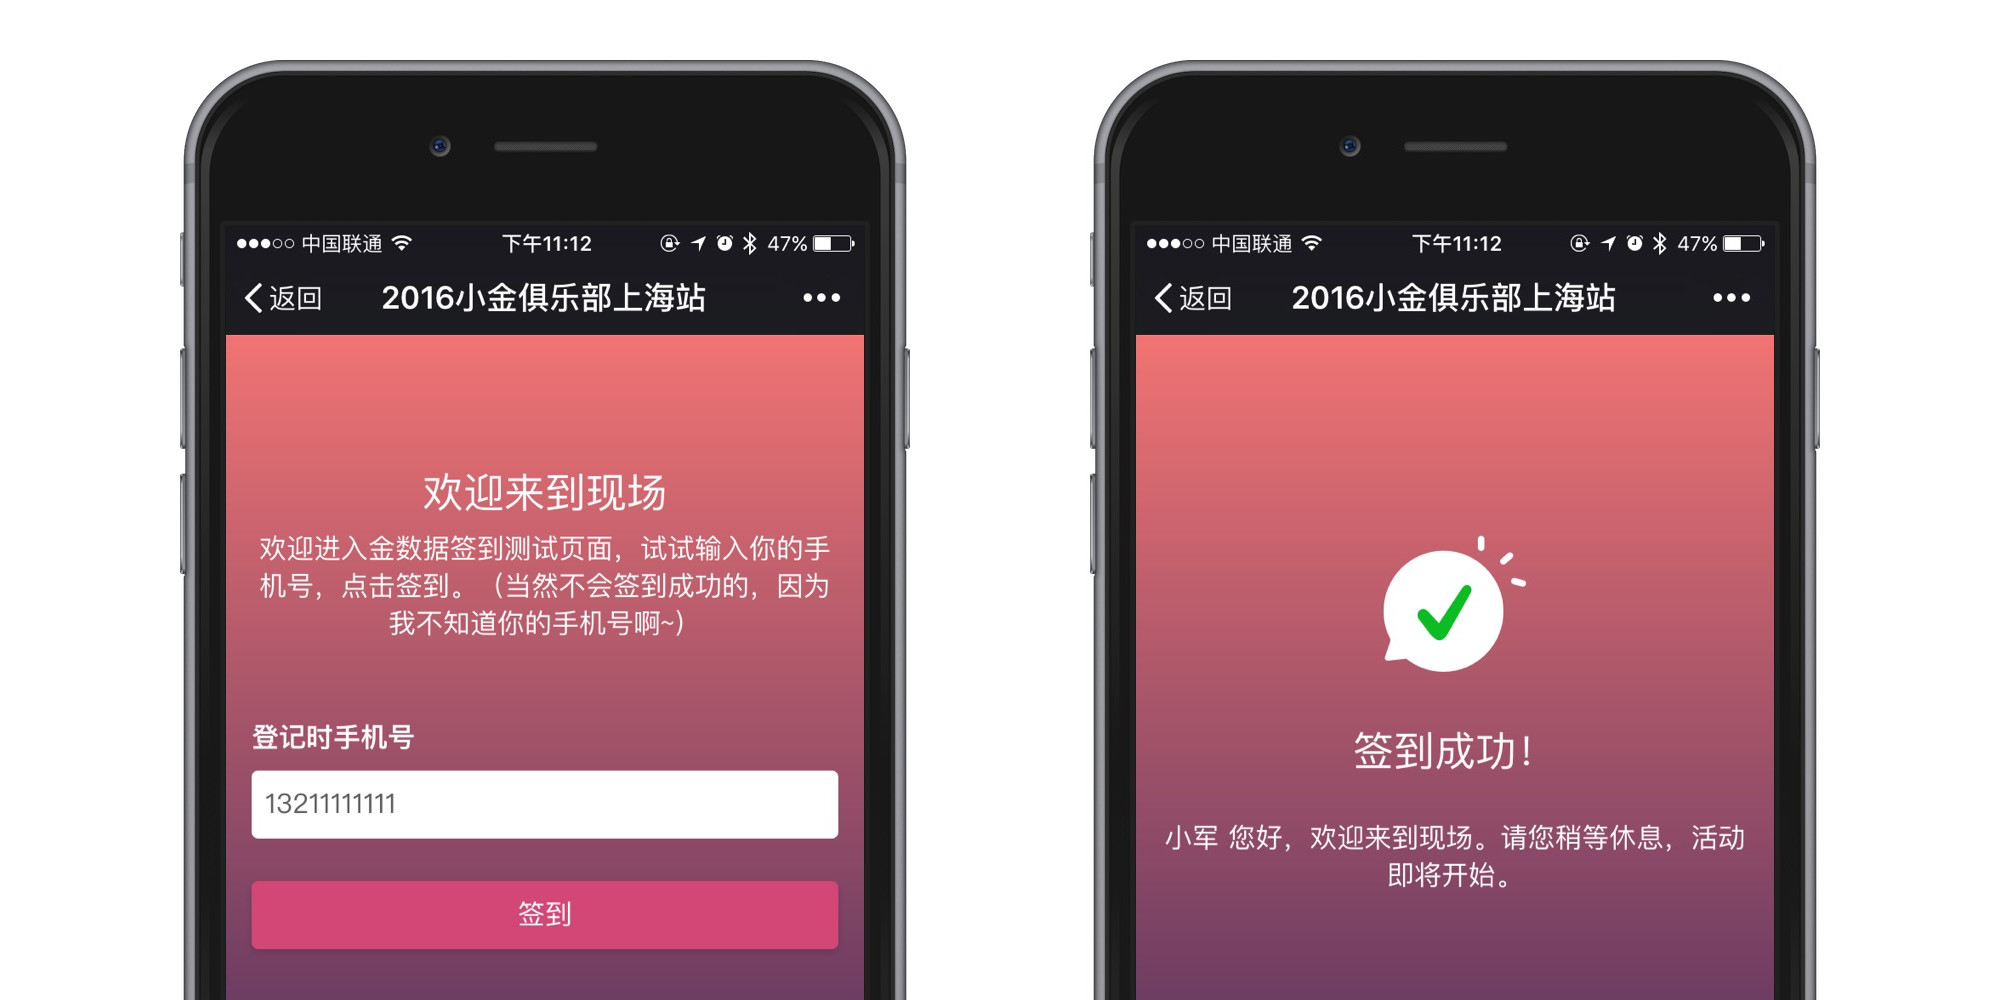 中国联通 下午11:12 47%
返回 2016小金俱乐部上海站
欢迎来到现场
欢迎进入金数据签到测试页面，试试输入你的手
机号，点击签到。（当然不会签到成功的，因为
我不知道你的手机号啊~）
登记时手机号
13211111111
签到
中国联通 下午11:12 47%
返回 2016小金俱乐部上海站
签到成功！
小军 您好，欢迎来到现场。请您稍等休息，活动
即将开始。